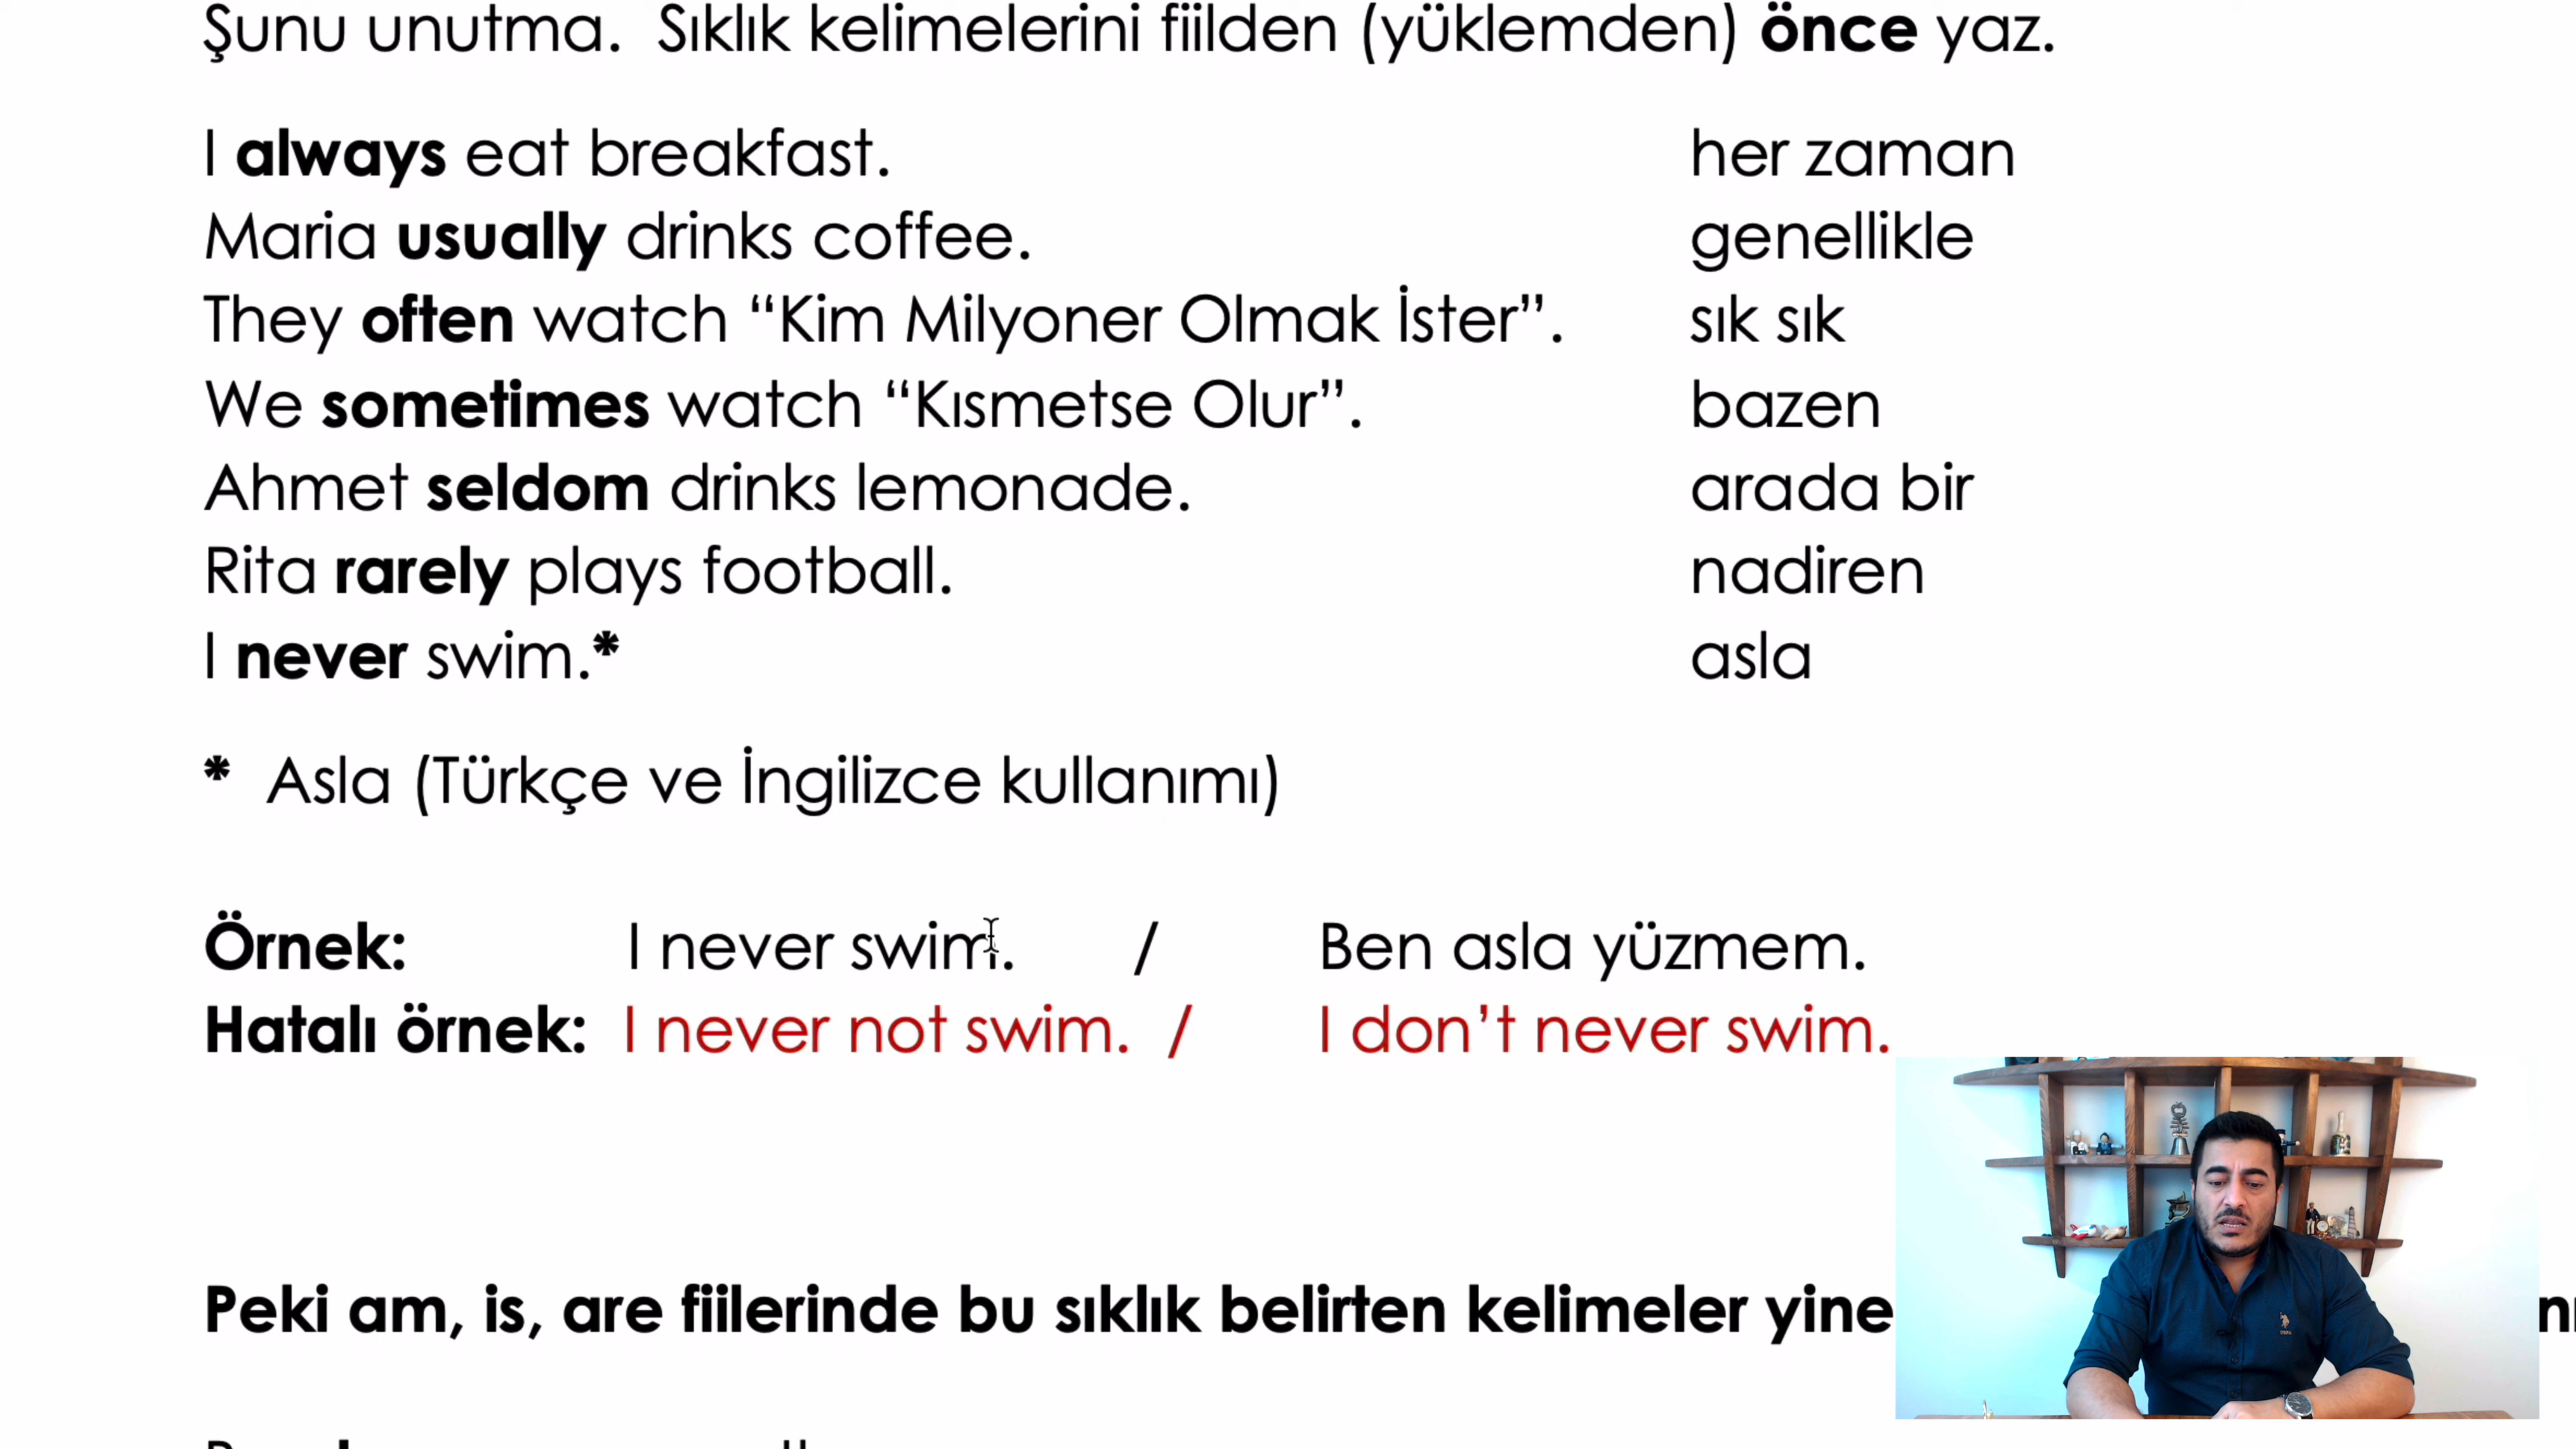 Şunu unutma. Sıklık kelimelerini fiilden (yüklemden) önce yaz.
I always eat breakfast. her zaman
Maria usually drinks coffee. genellikle
They often watch “Kim Milyoner Olmak İster”. sık sık
We sometimes watch “Kısmetse Olur”. bazen
Ahmet seldom drinks lemonade. arada bir
Rita rarely plays football. nadiren
I never swim.* asla
* Asla (Türkçe ve İngilizce kullanımı)
Örnek: I never swim. / Ben asla yüzmem.
Hatalı örnek: I never not swim. / I don’t never swim.
Peki am, is, are fiilerinde bu sıklık belirten kelimeler yine